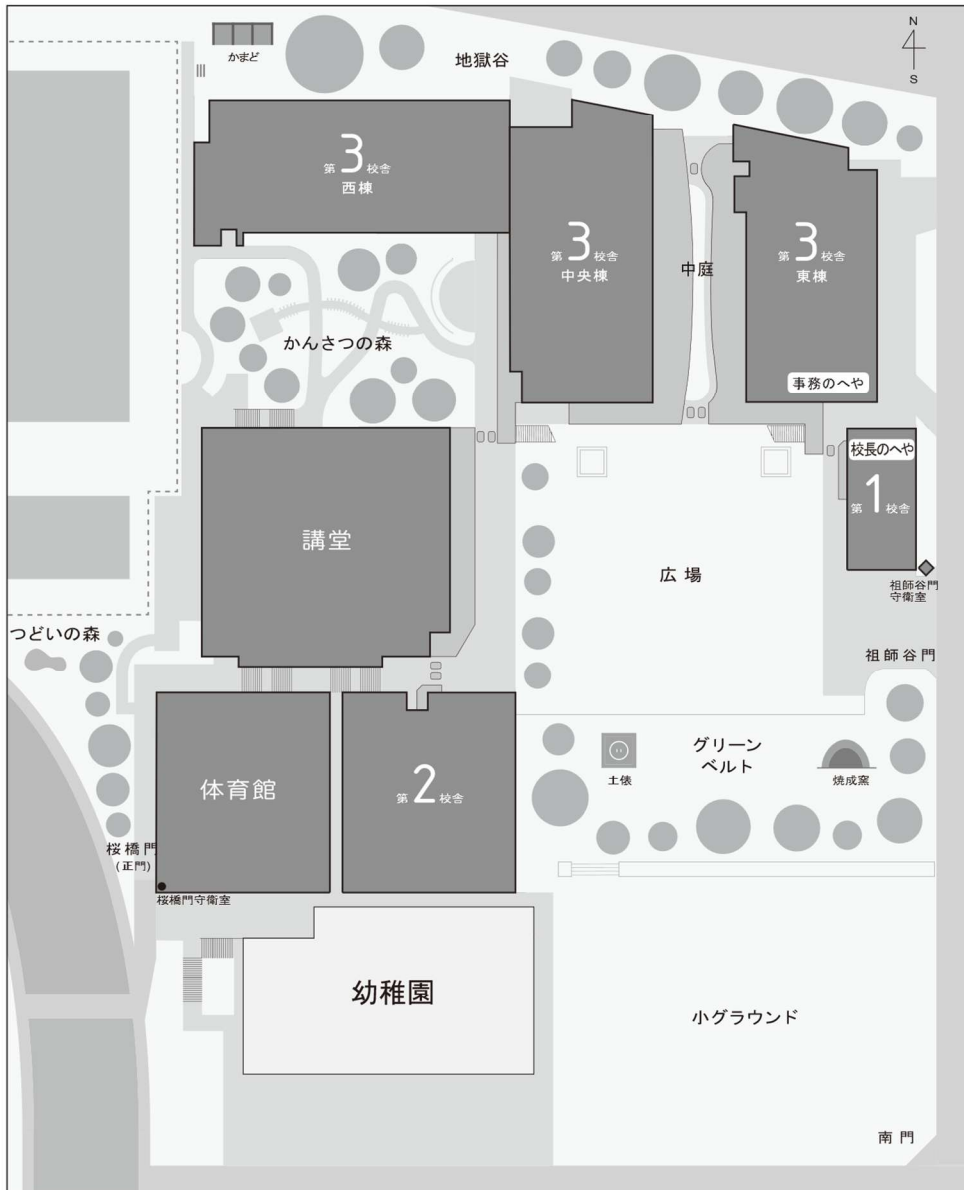 N
S
かまど
地獄谷
第3校舎
西棟
第3校舎
中央棟
中庭
第3校舎
東棟
事務のへや
かんさつの森
校長のへや
第1校舎
講堂
広場
祖師谷門
守衛室
つどいの森
祖師谷門
体育館
第2校舎
土俵
グリーン
ベルト
焼成窯
桜橋門
(正門)
桜橋門守衛室
幼稚園
小グラウンド
南門